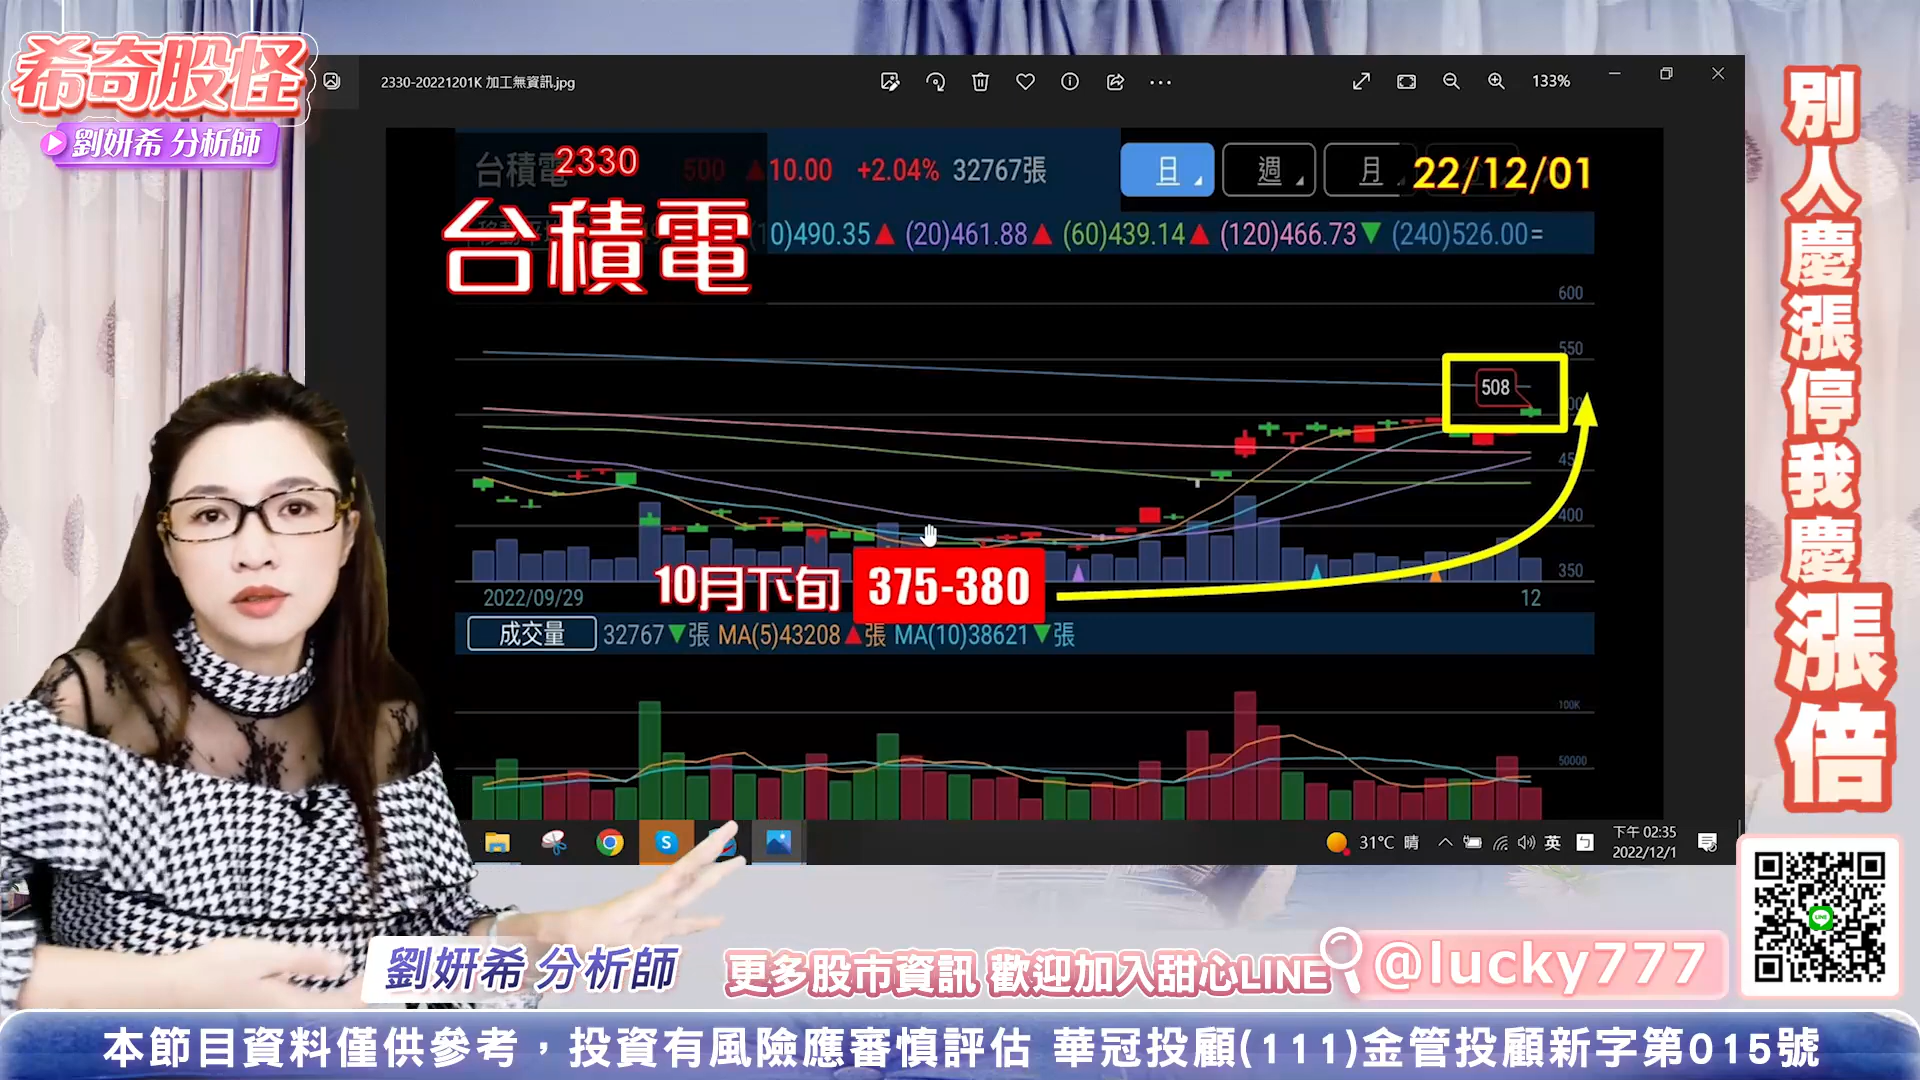 希奇股怪
劉妍希 分析師
2330-20221201K 加工無資訊.jpg
133%
台積電
2330
500 ▲10.00 +2.04% 32767張
日
週
月
22/12/01
台積電
0)490.35▲ (20)461.88▲ (60)439.14▲ (120)466.73▼ (240)526.00=
600
550
508
450
400
350
10月下旬
375-380
2022/09/29
12
成交量
32767▼張 MA(5)43208▲張 MA(10)38621▼張
100K
50000
31°C 晴
英
下午 02:35
2022/12/1
別人慶漲停我慶漲倍
LINE
劉妍希 分析師
更多股市資訊 歡迎加入甜心LINE
@lucky777
本節目資料僅供參考，投資有風險應審慎評估 華冠投顧(111)金管投顧新字第015號